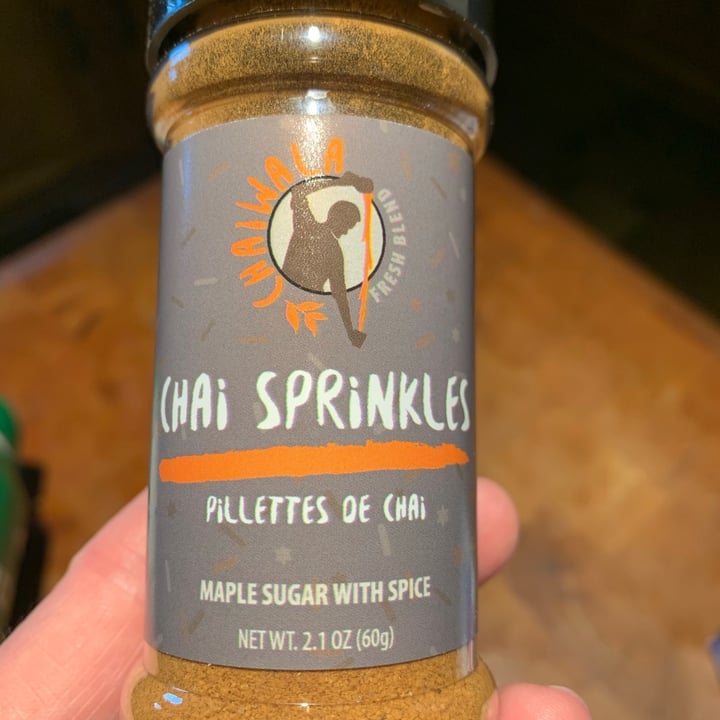 CHAIWALA
FRESH BLEND
CHAi SPRiNKLES
PiLLETTES DE CHAi
MAPLE SUGAR WITH SPICE
NET WT. 2.1 OZ (60g)